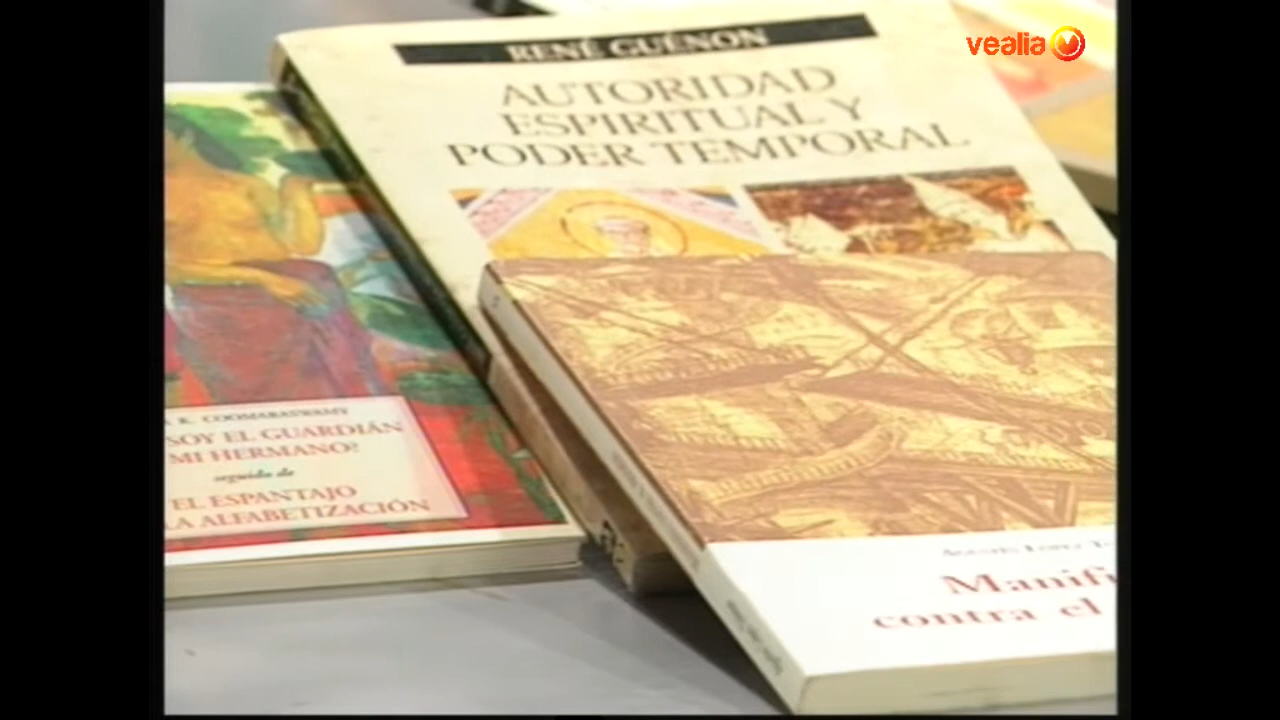 vealia
RENÉ GUÉNON
AUTORIDAD
ESPIRITUAL Y
PODER TEMPORAL
K. COOMARASWAMY
SOY EL GUARDIÁN
MI HERMANO?
seguido de
EL ESPANTAJO
LA ALFABETIZACIÓN
contra el